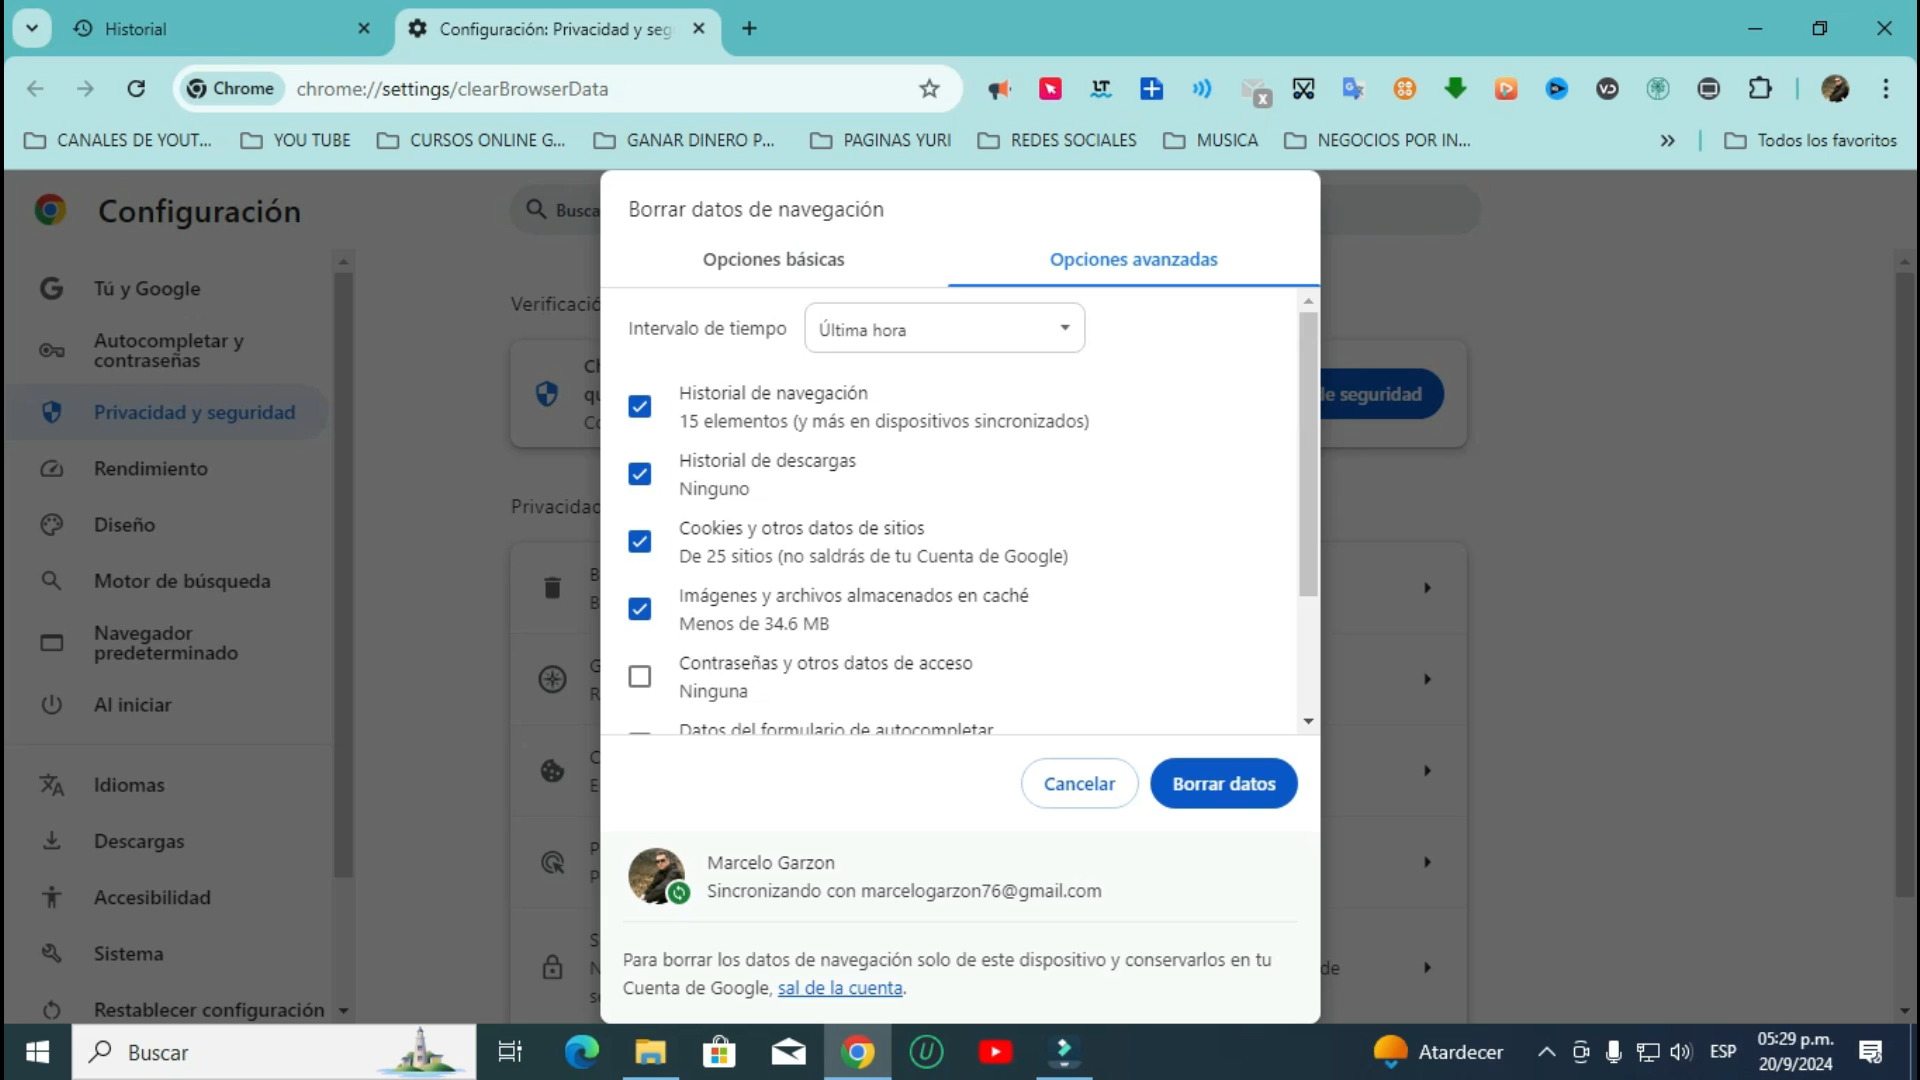 Historial
Configuración: Privacidad y seg
Chrome
chrome://settings/clearBrowserData
CANALES DE YOUT...
YOU TUBE
CURSOS ONLINE G...
GANAR DINERO P...
PAGINAS YURI
REDES SOCIALES
MUSICA
NEGOCIOS POR IN...
Todos los favoritos
Configuración
Busca
Tú y Google
Autocompletar y
contraseñas
Privacidad y seguridad
Rendimiento
Diseño
Motor de búsqueda
Navegador
predeterminado
Al iniciar
Idiomas
Descargas
Accesibilidad
Sistema
Restablecer configuración
Verificació
de seguridad
Privacidad
Borrar datos de navegación
Opciones básicas
Opciones avanzadas
Intervalo de tiempo
Última hora
Historial de navegación
15 elementos (y más en dispositivos sincronizados)
Historial de descargas
Ninguno
Cookies y otros datos de sitios
De 25 sitios (no saldrás de tu Cuenta de Google)
Imágenes y archivos almacenados en caché
Menos de 34.6 MB
Contraseñas y otros datos de acceso
Ninguna
Datos del formulario de autocompletar
Cancelar
Borrar datos
Marcelo Garzon
Sincronizando con marcelogarzon76@gmail.com
Para borrar los datos de navegación solo de este dispositivo y conservarlos en tu
Cuenta de Google, sal de la cuenta.
de
Buscar
Atardecer
ESP
05:29 p.m.
20/9/2024